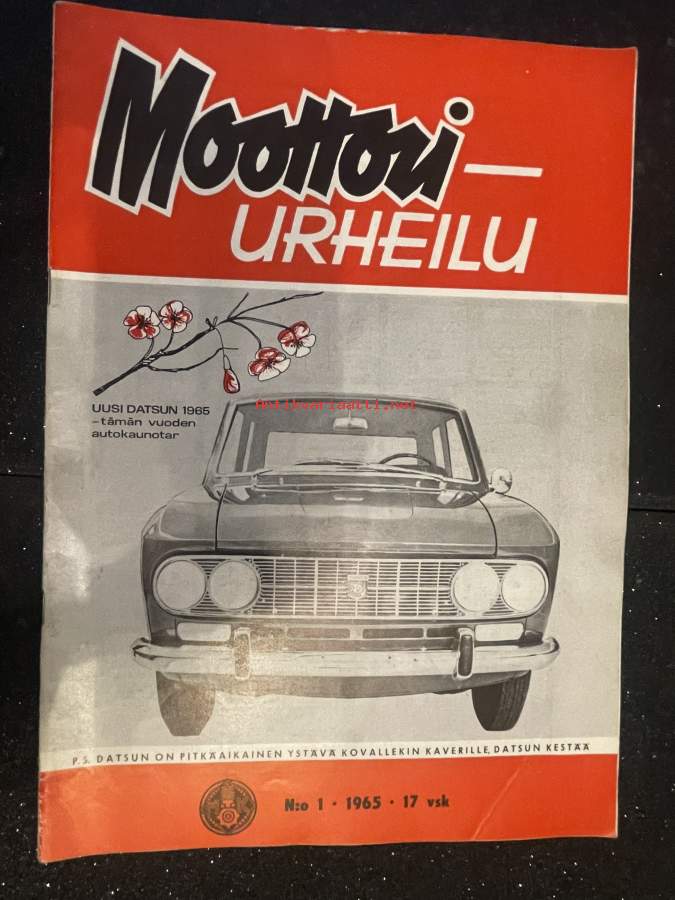 Moottori-
URHEILU
UUSI DATSUN 1965
-tämän vuoden
autokaunotar
Antikvariaatti.net
P.S. DATSUN ON PITKÄAIKAINEN YSTÄVÄ KOVALLEKIN KAVERILLE, DATSUN KESTÄÄ
N:o 1 · 1965 · 17 vsk